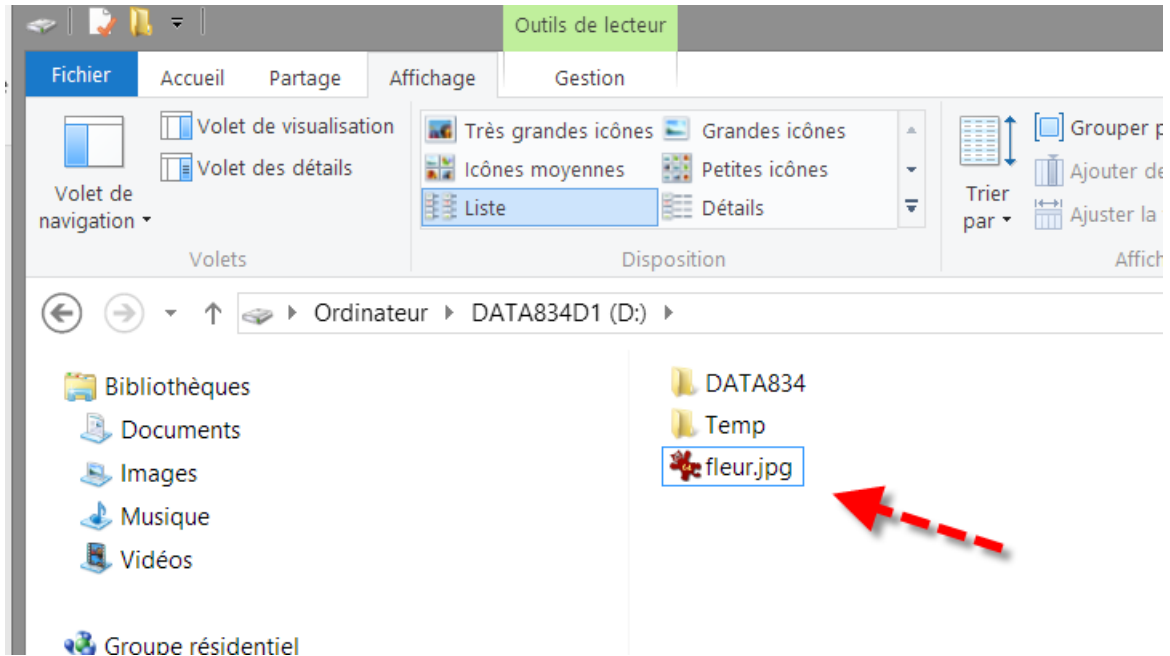 Outils de lecteur
Fichier Accueil Partage Affichage Gestion
Volet de navigation
Volet de visualisation
Volet des détails
Volets
Très grandes icônes Grandes icônes
Icônes moyennes Petites icônes
Liste Détails
Disposition
Trier par
Grouper
Ajouter
Ajuster la
Ordinateur DATA834D1 (D:)
Bibliothèques
Documents
Images
Musique
Vidéos
Groupe résidentiel
DATA834
Temp
fleur.jpg